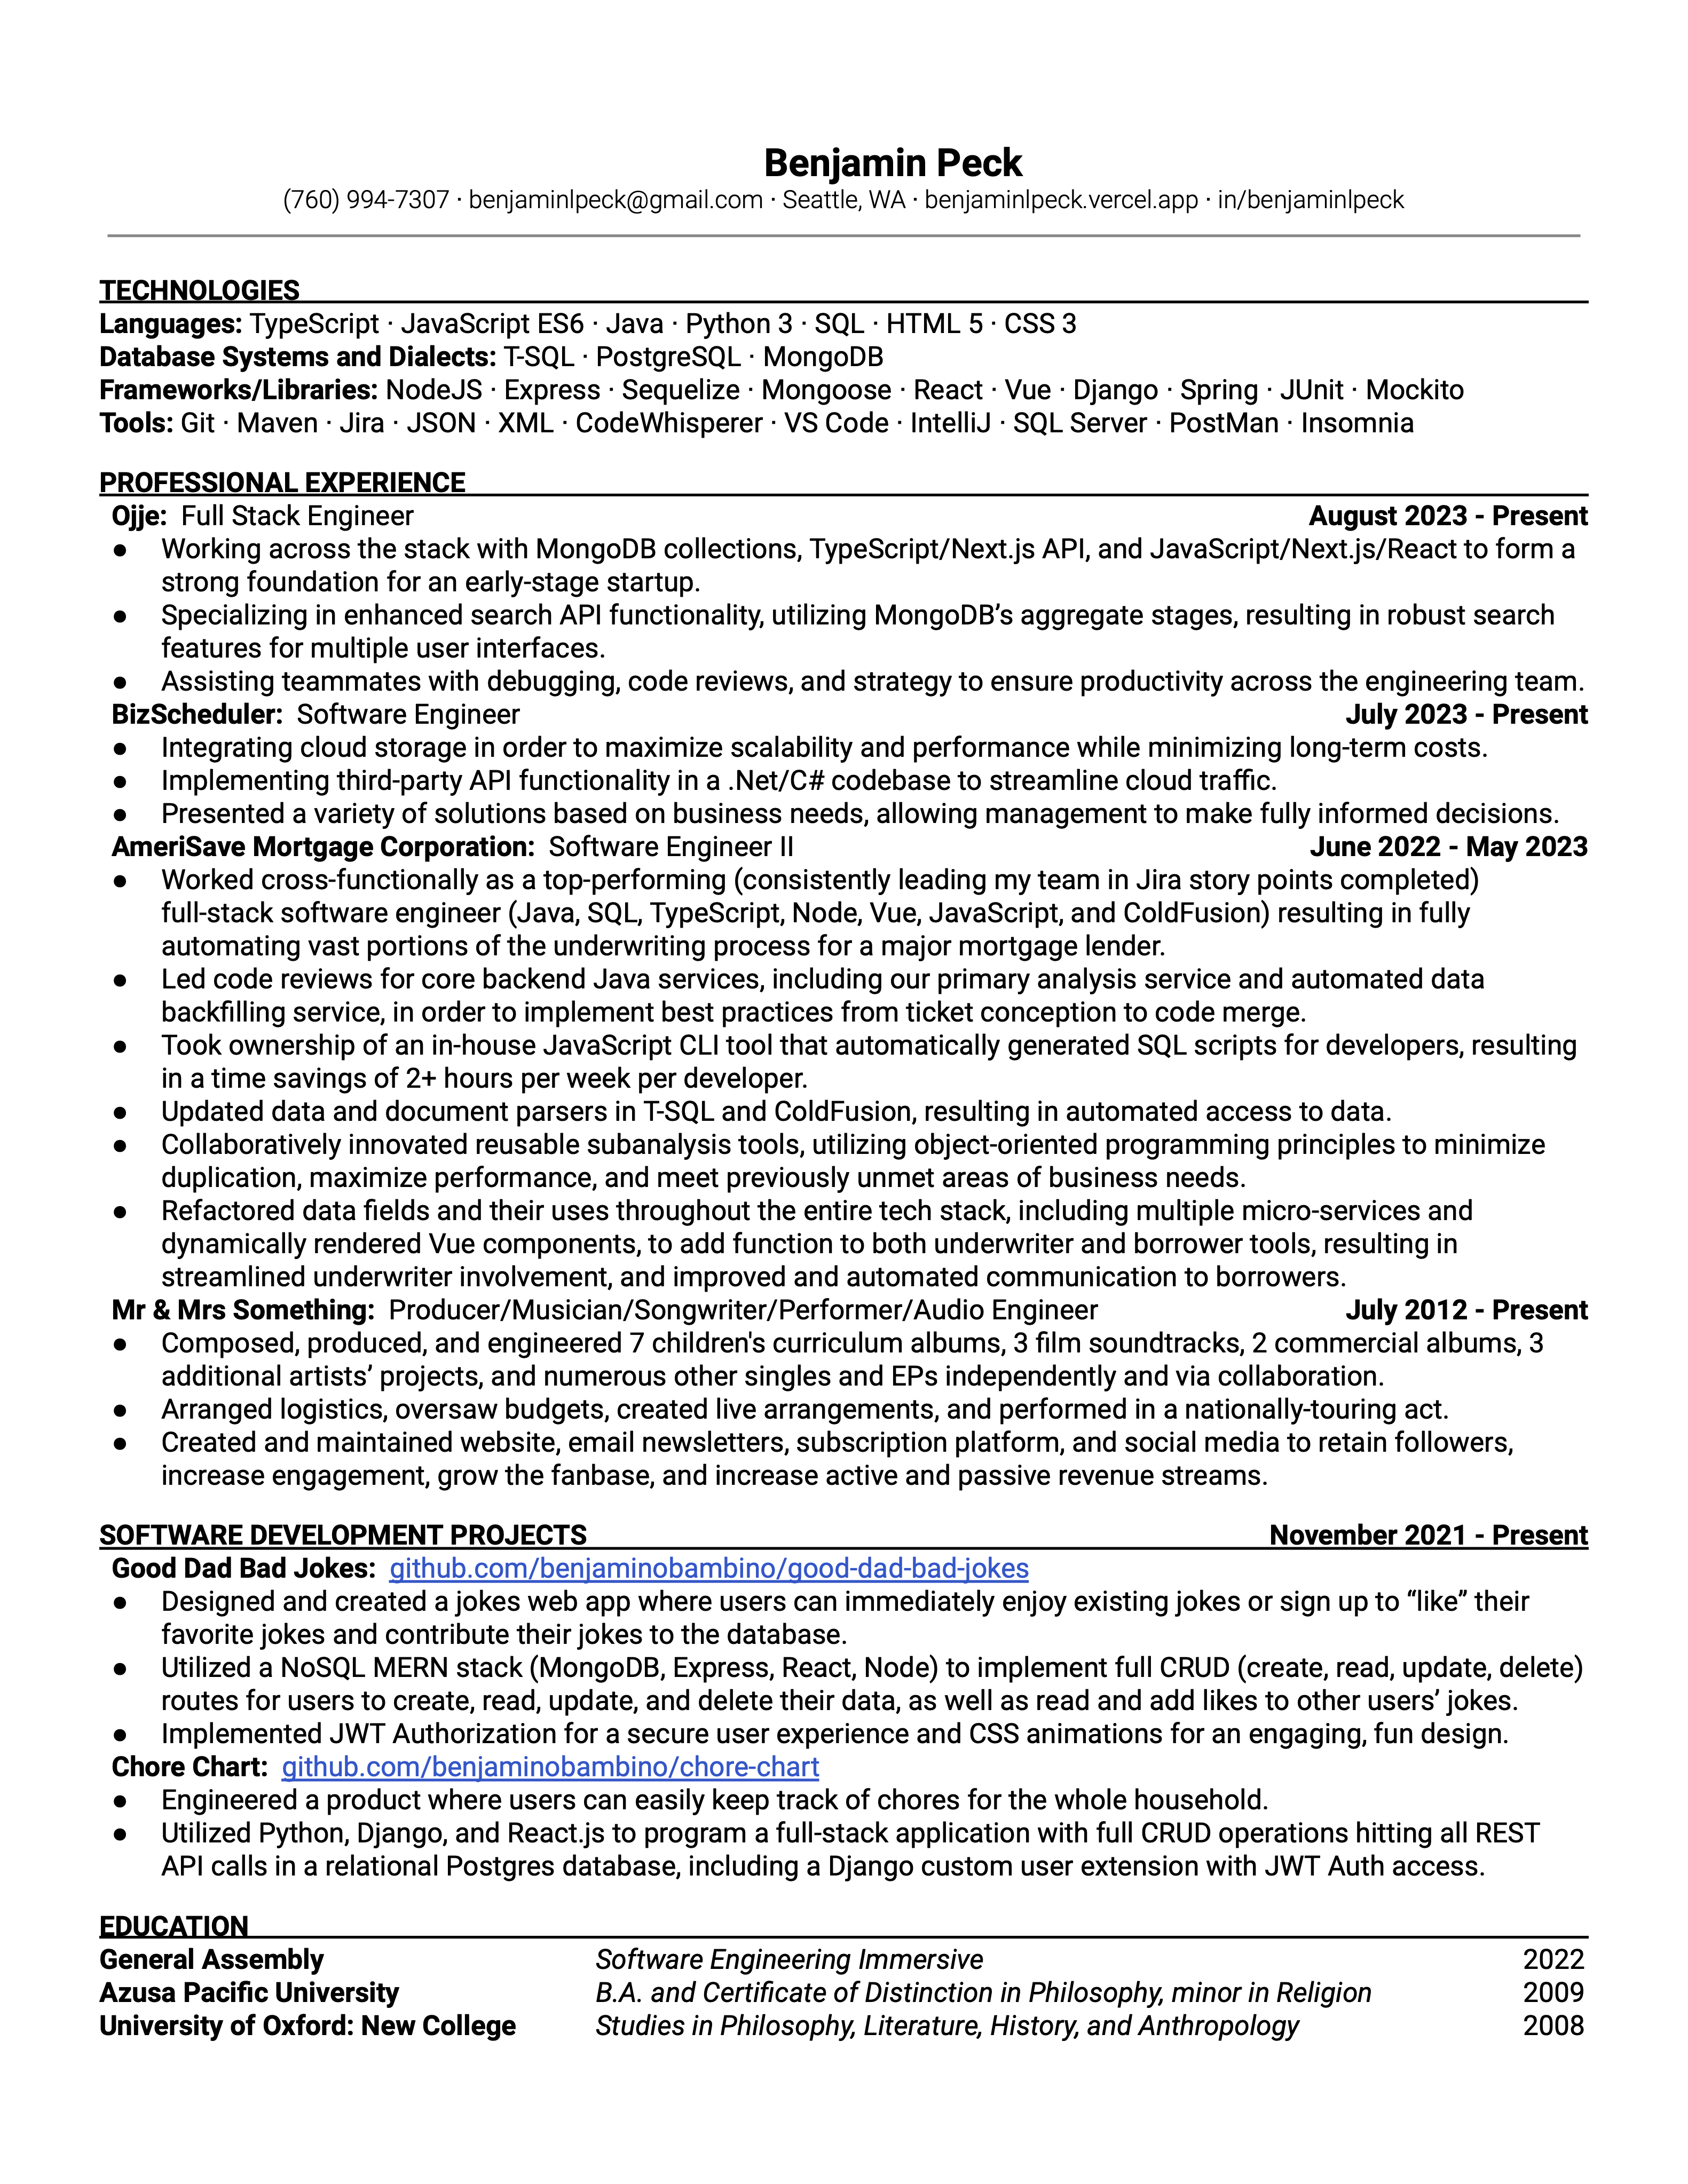 Benjamin Peck
(760) 994-7307 · benjaminlpeck@gmail.com · Seattle, WA · benjaminlpeck.vercel.app · in/benjaminlpeck
TECHNOLOGIES
Languages: TypeScript · JavaScript ES6 · Java · Python 3 · SQL · HTML 5 · CSS 3
Database Systems and Dialects: T-SQL · PostgreSQL · MongoDB
Frameworks/Libraries: NodeJS · Express · Sequelize · Mongoose · React · Vue · Django · Spring · JUnit · Mockito
Tools: Git · Maven · Jira · JSON · XML · CodeWhisperer · VS Code · IntelliJ · SQL Server · PostMan · Insomnia
PROFESSIONAL EXPERIENCE
Ojje: Full Stack Engineer August 2023 - Present
● Working across the stack with MongoDB collections, TypeScript/Next.js API, and JavaScript/Next.js/React to form a
strong foundation for an early-stage startup.
● Specializing in enhanced search API functionality, utilizing MongoDB’s aggregate stages, resulting in robust search
features for multiple user interfaces.
● Assisting teammates with debugging, code reviews, and strategy to ensure productivity across the engineering team.
BizScheduler: Software Engineer July 2023 - Present
● Integrating cloud storage in order to maximize scalability and performance while minimizing long-term costs.
● Implementing third-party API functionality in a .Net/C# codebase to streamline cloud traffic.
● Presented a variety of solutions based on business needs, allowing management to make fully informed decisions.
AmeriSave Mortgage Corporation: Software Engineer II June 2022 - May 2023
● Worked cross-functionally as a top-performing (consistently leading my team in Jira story points completed)
full-stack software engineer (Java, SQL, TypeScript, Node, Vue, JavaScript, and ColdFusion) resulting in fully
automating vast portions of the underwriting process for a major mortgage lender.
● Led code reviews for core backend Java services, including our primary analysis service and automated data
backfilling service, in order to implement best practices from ticket conception to code merge.
● Took ownership of an in-house JavaScript CLI tool that automatically generated SQL scripts for developers, resulting
in a time savings of 2+ hours per week per developer.
● Updated data and document parsers in T-SQL and ColdFusion, resulting in automated access to data.
● Collaboratively innovated reusable subanalysis tools, utilizing object-oriented programming principles to minimize
duplication, maximize performance, and meet previously unmet areas of business needs.
● Refactored data fields and their uses throughout the entire tech stack, including multiple micro-services and
dynamically rendered Vue components, to add function to both underwriter and borrower tools, resulting in
streamlined underwriter involvement, and improved and automated communication to borrowers.
Mr & Mrs Something: Producer/Musician/Songwriter/Performer/Audio Engineer July 2012 - Present
● Composed, produced, and engineered 7 children's curriculum albums, 3 film soundtracks, 2 commercial albums, 3
additional artists’ projects, and numerous other singles and EPs independently and via collaboration.
● Arranged logistics, oversaw budgets, created live arrangements, and performed in a nationally-touring act.
● Created and maintained website, email newsletters, subscription platform, and social media to retain followers,
increase engagement, grow the fanbase, and increase active and passive revenue streams.
SOFTWARE DEVELOPMENT PROJECTS November 2021 - Present
Good Dad Bad Jokes: github.com/benjaminobambino/good-dad-bad-jokes
● Designed and created a jokes web app where users can immediately enjoy existing jokes or sign up to “like” their
favorite jokes and contribute their jokes to the database.
● Utilized a NoSQL MERN stack (MongoDB, Express, React, Node) to implement full CRUD (create, read, update, delete)
routes for users to create, read, update, and delete their data, as well as read and add likes to other users’ jokes.
● Implemented JWT Authorization for a secure user experience and CSS animations for an engaging, fun design.
Chore Chart: github.com/benjaminobambino/chore-chart
● Engineered a product where users can easily keep track of chores for the whole household.
● Utilized Python, Django, and React.js to program a full-stack application with full CRUD operations hitting all REST
API calls in a relational Postgres database, including a Django custom user extension with JWT Auth access.
EDUCATION
General Assembly Software Engineering Immersive 2022
Azusa Pacific University B.A. and Certificate of Distinction in Philosophy, minor in Religion 2009
University of Oxford: New College Studies in Philosophy, Literature, History, and Anthropology 2008